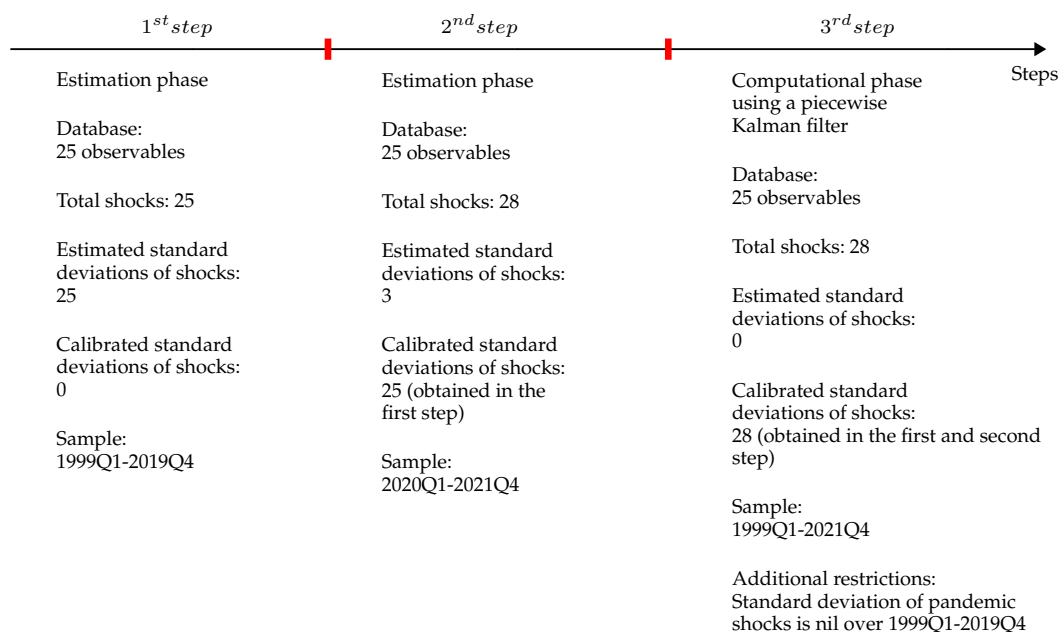 1st step
2nd step
3rd step
Steps
Estimation phase
Database:
25 observables
Total shocks: 25
Estimated standard
deviations of shocks:
25
Calibrated standard
deviations of shocks:
0
Sample:
1999Q1-2019Q4
Estimation phase
Database:
25 observables
Total shocks: 28
Estimated standard
deviations of shocks:
3
Calibrated standard
deviations of shocks:
25 (obtained in the
first step)
Sample:
2020Q1-2021Q4
Computational phase
using a piecewise
Kalman filter
Database:
25 observables
Total shocks: 28
Estimated standard
deviations of shocks:
0
Calibrated standard
deviations of shocks:
28 (obtained in the first and second
step)
Sample:
1999Q1-2021Q4
Additional restrictions:
Standard deviation of pandemic
shocks is nil over 1999Q1-2019Q4